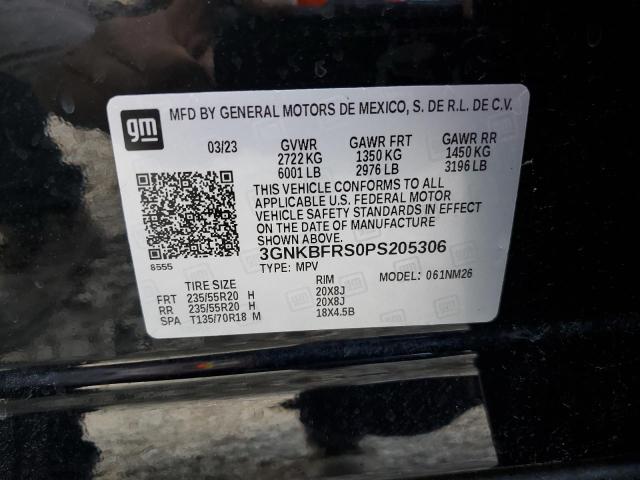 gm
MFD BY GENERAL MOTORS DE MEXICO, S. DE R.L. DE C.V.
03/23 GVWR GAWR FRT GAWR RR
2722 KG 1350 KG 1450 KG
6001 LB 2976 LB 3196 LB
THIS VEHICLE CONFORMS TO ALL
APPLICABLE U.S. FEDERAL MOTOR
VEHICLE SAFETY STANDARDS IN EFFECT
ON THE DATE OF MANUFACTURE
SHOWN ABOVE.
3GNKBFRS0PS205306
8555 TYPE: MPV MODEL: 061NM26
TIRE SIZE RIM
FRT 235/55R20 H 20X8J
RR 235/55R20 H 20X8J
SPA T135/70R18 M 18X4.5B